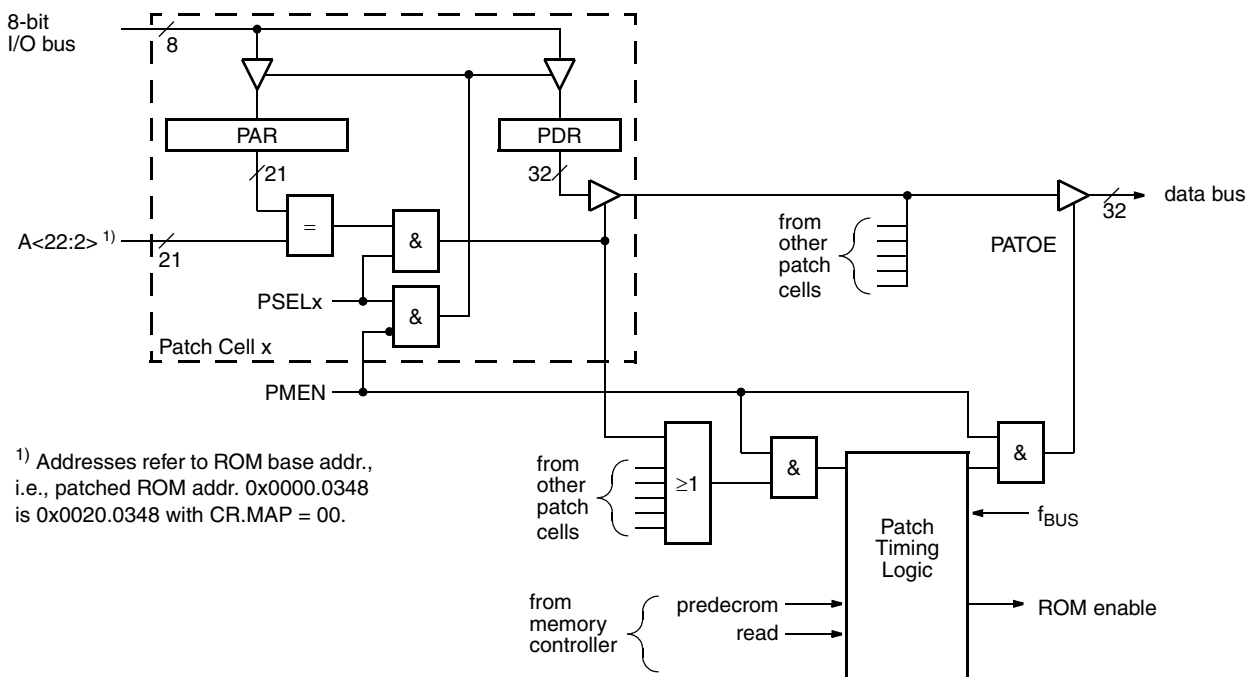 8-bit
I/O bus
8
PAR
PDR
21
32
A<22:2> 1)
21
=
&
PSELx
&
Patch Cell x
from
other
patch
cells
PATOE
32
data bus
PMEN
1) Addresses refer to ROM base addr.,
i.e., patched ROM addr. 0x0000.0348
is 0x0020.0348 with CR.MAP = 00.
from
other
patch
cells
≥1
&
&
Patch
Timing
Logic
fBUS
from
memory
controller
predecrom
read
ROM enable